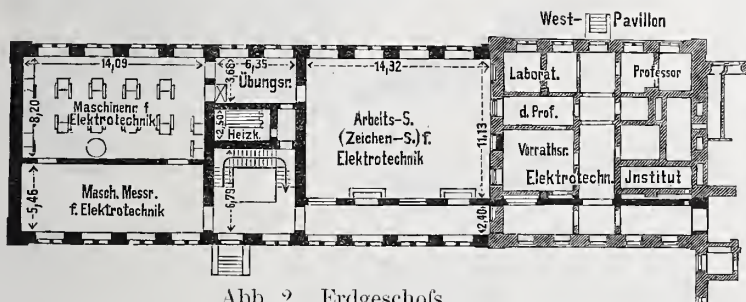 West- Pavillon
14,09
6,35
14,32
3,68
Übungsr.
Laborat.
Professor
8,20
Maschinenr. f
Elektrotechnik
2,50
Heizk.
Arbeits-S.
(Zeichen-S.) f.
Elektrotechnik
11,13
d. Prof.
Vorrathsr.
Elektrotechn. Jnstitut
5,46
Masch. Messr.
f. Elektrotechnik
6,79
2,40
Abb. 2. Erdgeschoſs.